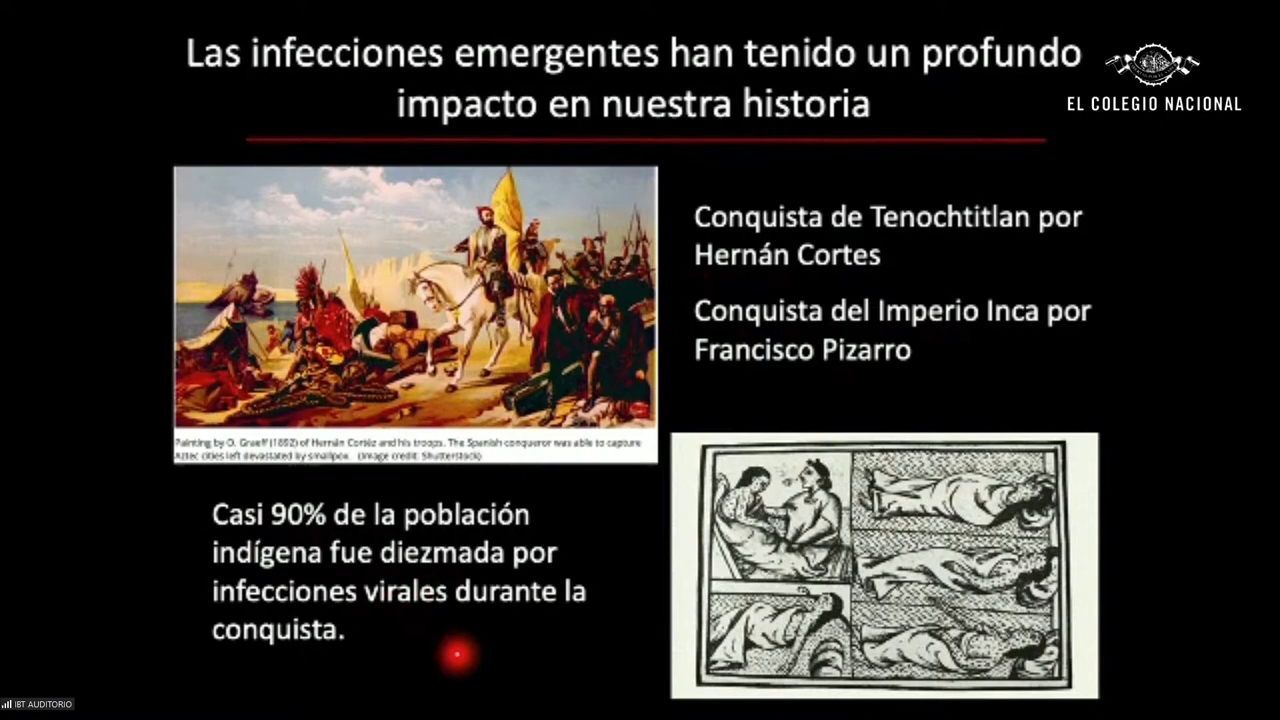 Las infecciones emergentes han tenido un profundo
impacto en nuestra historia
EL COLEGIO NACIONAL
Conquista de Tenochtitlan por
Hernán Cortes
Conquista del Imperio Inca por
Francisco Pizarro
Painting by O. Graeff (1892) of Hernán Cortéz and his troops. The Spanish conqueror was able to capture
Aztec cities left devastated by smallpox. (Image credit: Shutterstock)
Casi 90% de la población
indígena fue diezmada por
infecciones virales durante la
conquista.
IBT AUDITORIO